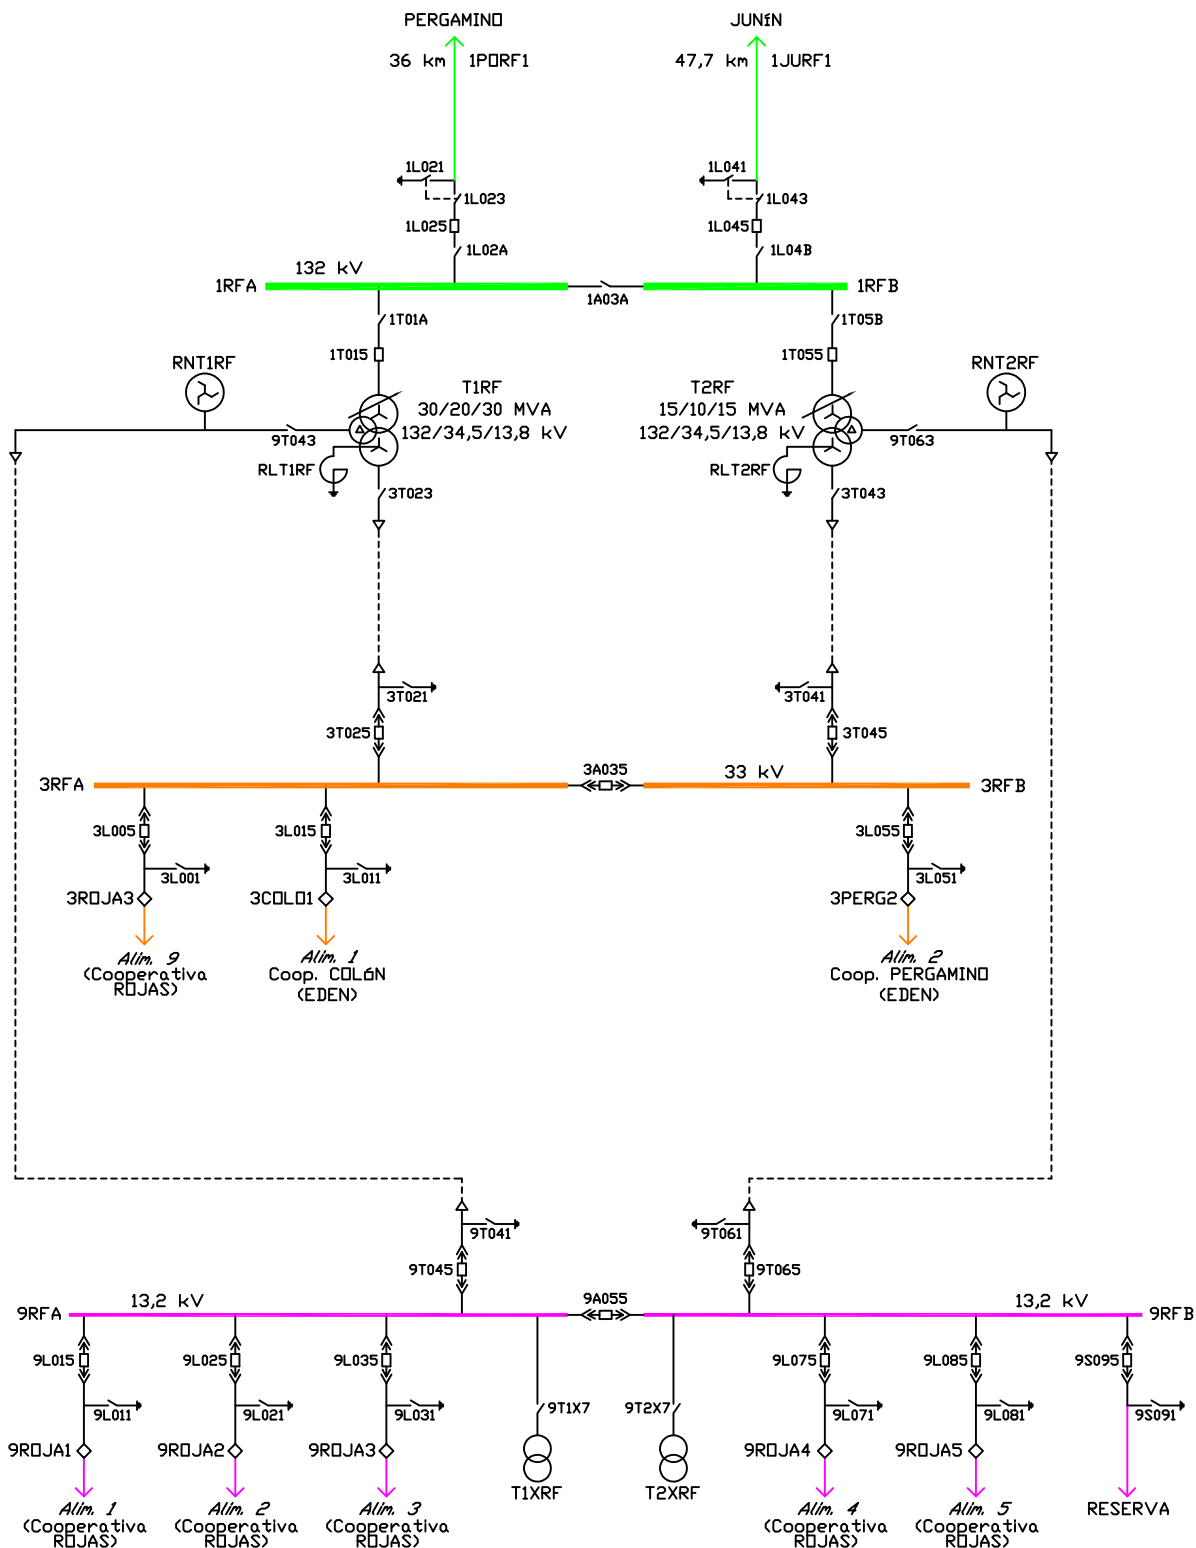 PERGAMINO
JUNíN
36 km
1PORF1
47,7 km
1JURF1
1L021
1L041
1L023
1L043
1L025
1L045
1L02A
1L04B
132 kV
1RFA
1RFB
1A03A
1T01A
1T05B
1T015
1T055
RNT1RF
RNT2RF
T1RF
30/20/30 MVA
132/34,5/13,8 kV
T2RF
15/10/15 MVA
132/34,5/13,8 kV
9T043
9T063
RLT1RF
RLT2RF
3T023
3T043
3T021
3T041
3T025
3T045
3RFA
3A035
33 kV
3RFB
3L005
3L015
3L055
3L001
3L011
3L051
3ROJA3
3COLO1
3PERG2
Alim. 9
(Cooperativa
ROJAS)
Alim. 1
Coop. COLóN
(EDEN)
Alim. 2
Coop. PERGAMINO
(EDEN)
9T041
9T061
9T045
9T065
13,2 kV
9A055
13,2 kV
9RFA
9RFB
9L015
9L025
9L035
9L075
9L085
9S095
9L011
9L021
9L031
9T1X7
9T2X7
9L071
9L081
9S091
9ROJA1
9ROJA2
9ROJA3
9ROJA4
9ROJA5
T1XRF
T2XRF
Alim. 1
(Cooperativa
ROJAS)
Alim. 2
(Cooperativa
ROJAS)
Alim. 3
(Cooperativa
ROJAS)
Alim. 4
(Cooperativa
ROJAS)
Alim. 5
(Cooperativa
ROJAS)
RESERVA